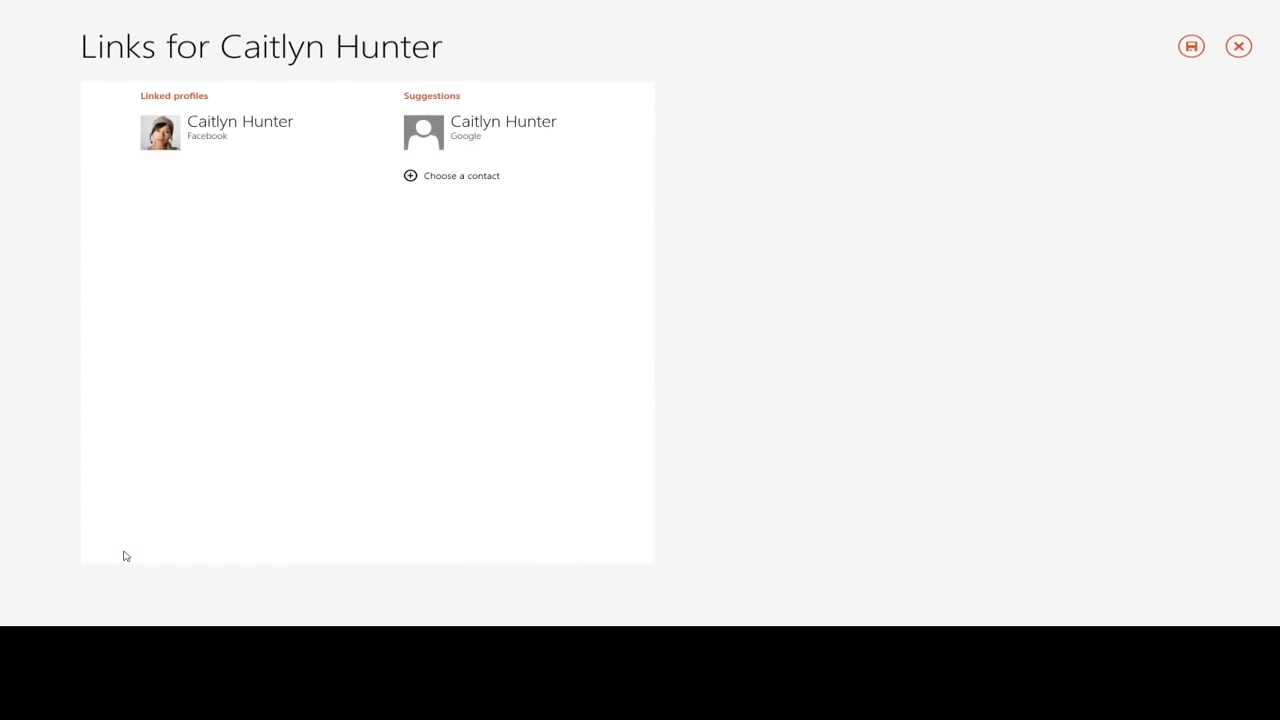 Links for Caitlyn Hunter
Linked profiles
Caitlyn Hunter
Facebook
Suggestions
Caitlyn Hunter
Google
Choose a contact